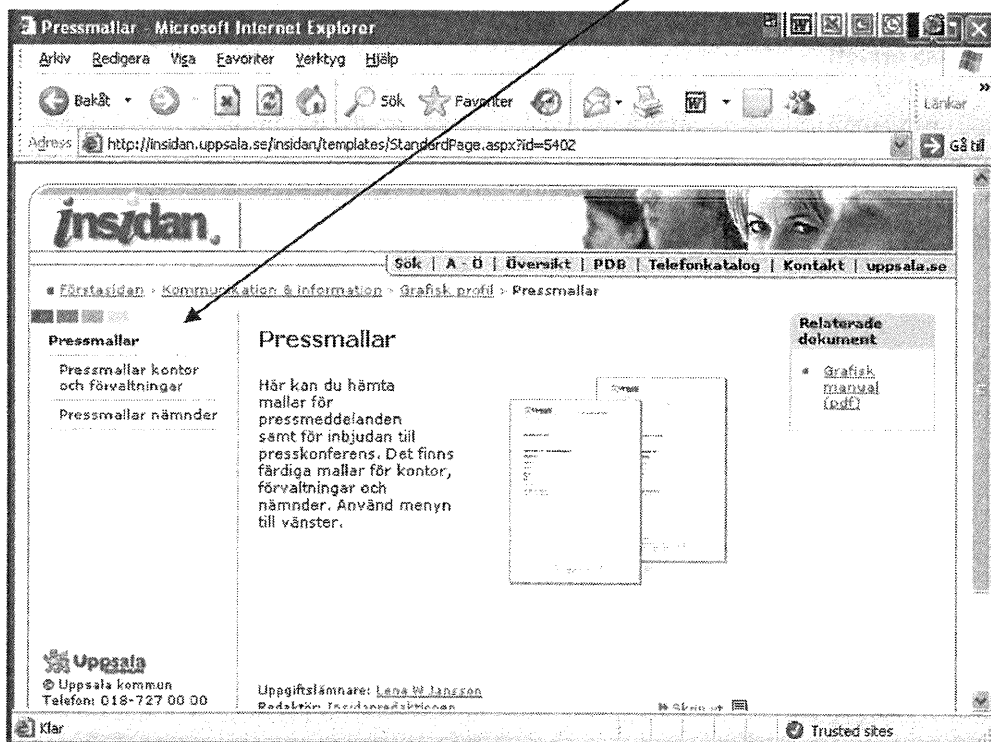 Pressmallar - Microsoft Internet Explorer
Arkiv Redigera Visa Favoriter Verktyg Hjälp
Bakåt Sök Favoriter Länkar »
Adress http://insidan.uppsala.se/insidan/templates/StandardPage.aspx?id=5402 Gå till
insidan.
Sök | A - Ö | Översikt | PDB | Telefonkatalog | Kontakt | uppsala.se
Förstasidan > Kommunikation & information > Grafisk profil > Pressmallar
Pressmallar
Pressmallar kontor
och förvaltningar
Pressmallar nämnder
Pressmallar
Här kan du hämta
mallar för
pressmeddelanden
samt för inbjudan till
presskonferens. Det finns
färdiga mallar för kontor,
förvaltningar och
nämnder. Använd menyn
till vänster.
Relaterade
dokument
Grafisk
manual
(pdf)
Uppsala
© Uppsala kommun
Telefon: 018-727 00 00
Uppgiftslämnare: Lena W Jansson
Redaktör: Insidanredaktionen
Skriv ut
Klar Trusted sites